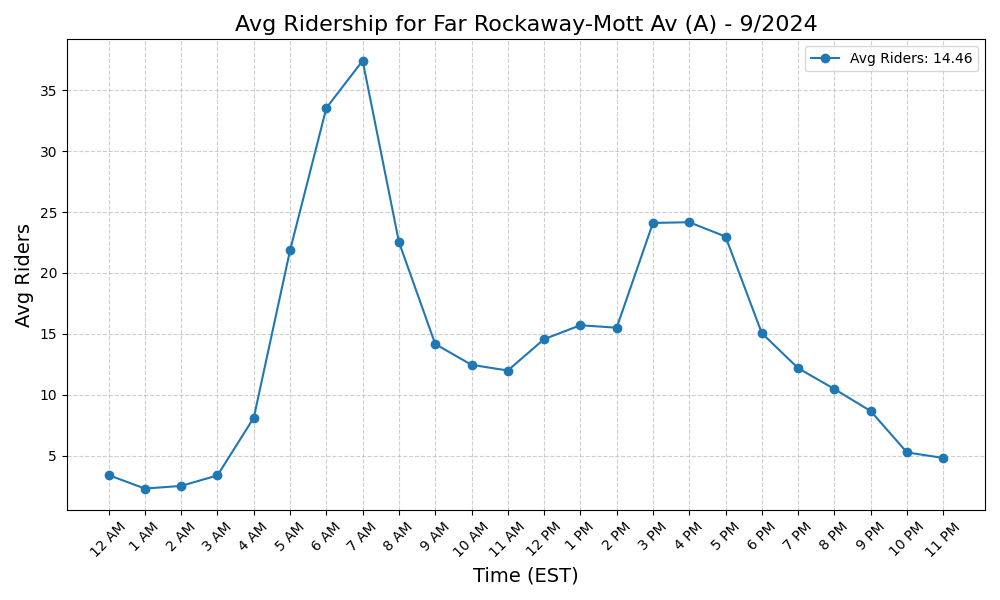 Avg Ridership for Far Rockaway-Mott Av (A) - 9/2024
Avg Riders: 14.46
Avg Riders
35
30
25
20
15
10
5
12 AM
1 AM
2 AM
3 AM
4 AM
5 AM
6 AM
7 AM
8 AM
9 AM
10 AM
11 AM
12 PM
1 PM
2 PM
3 PM
4 PM
5 PM
6 PM
7 PM
8 PM
9 PM
10 PM
11 PM
Time (EST)